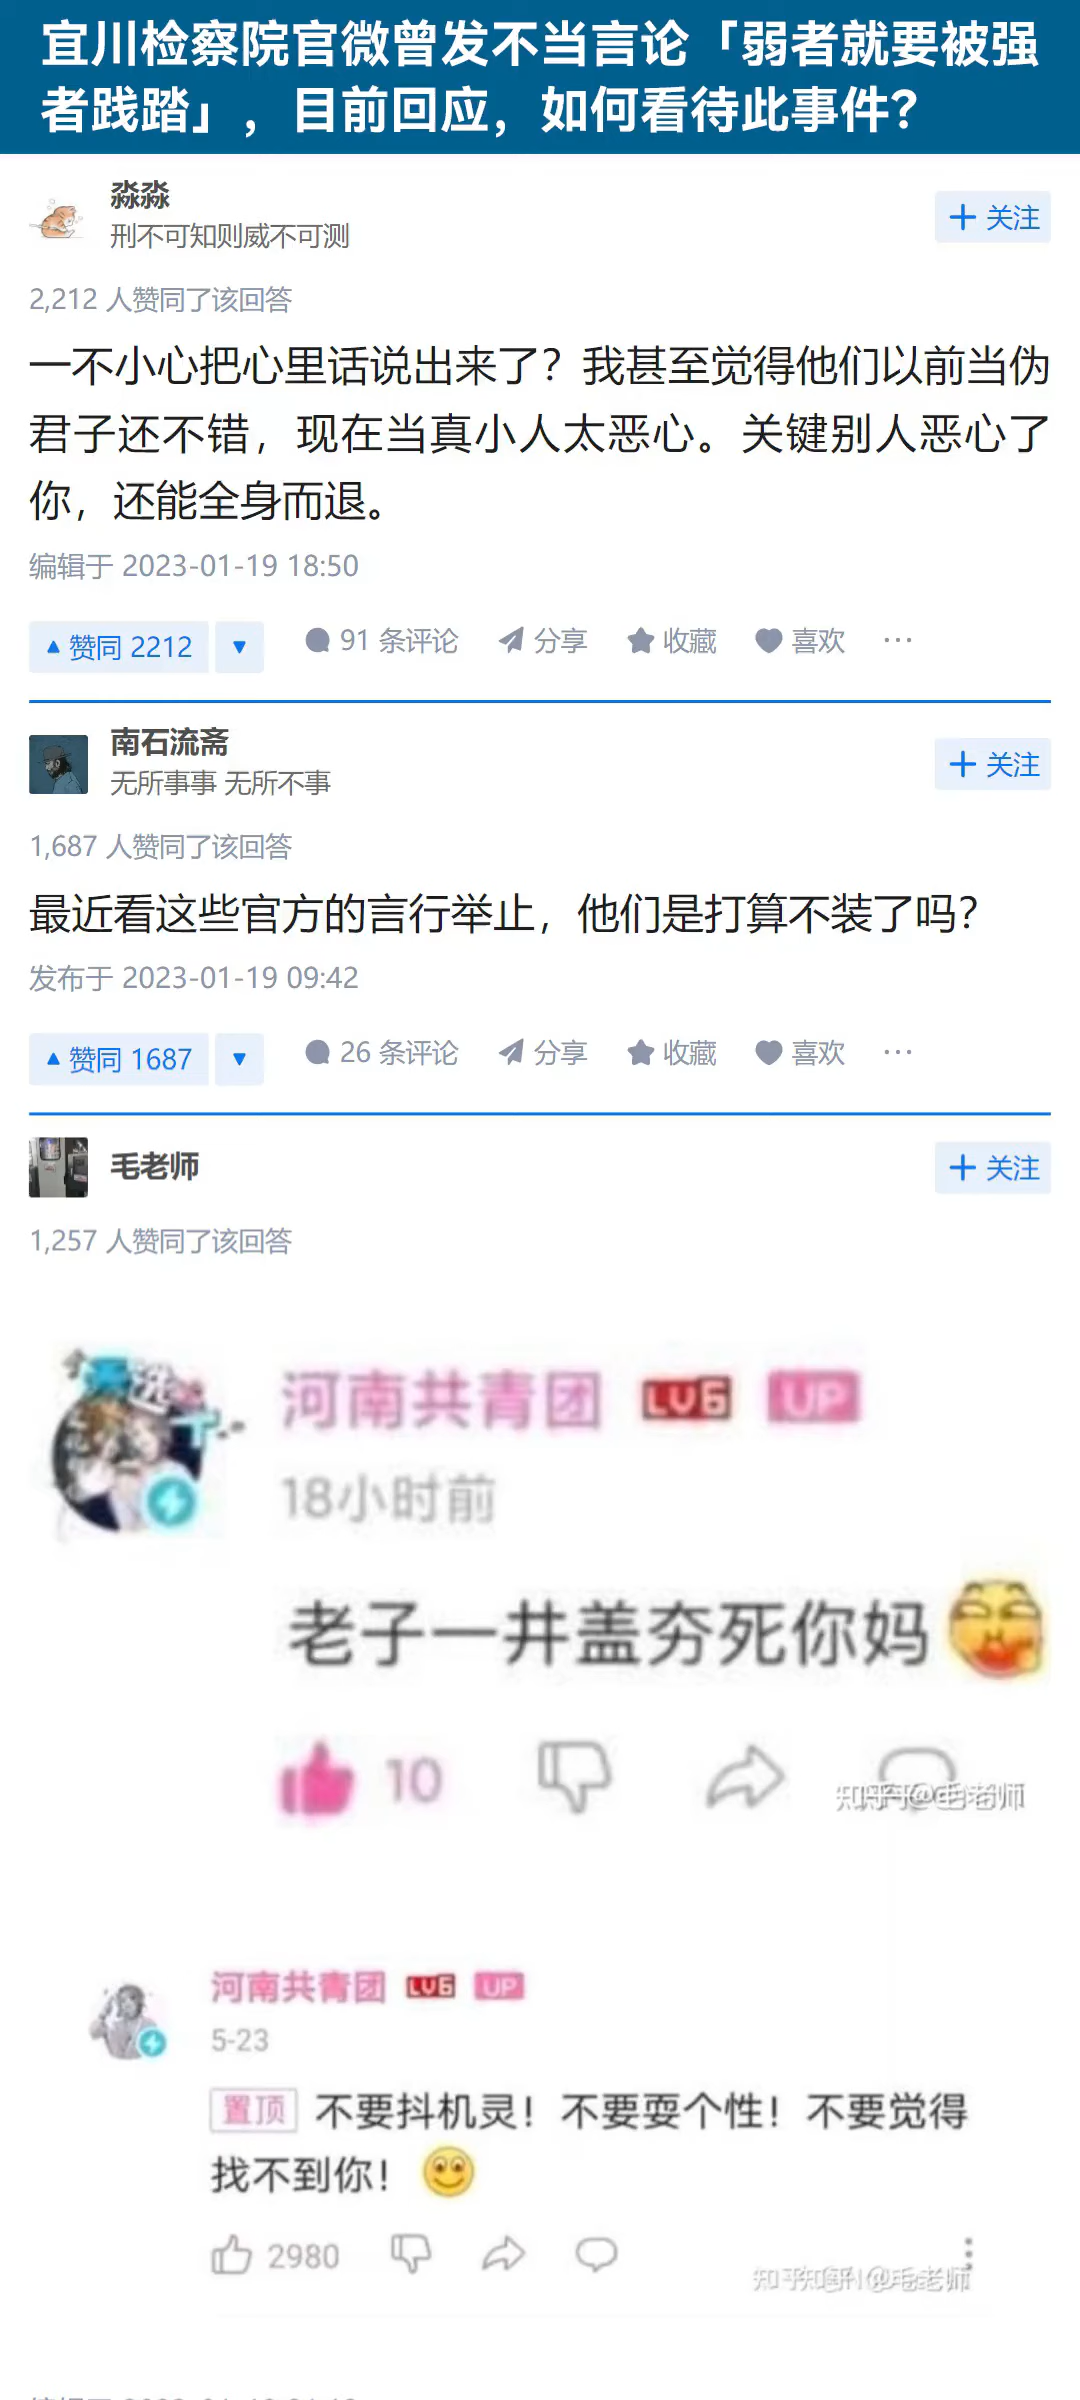 宜川检察院官微曾发不当言论「弱者就要被强
者践踏」，目前回应，如何看待此事件？
淼淼
刑不可知则威不可测
+ 关注
2,212 人赞同了该回答
一不小心把心里话说出来了？我甚至觉得他们以前当伪
君子还不错，现在当真小人太恶心。关键别人恶心了
你，还能全身而退。
编辑于 2023-01-19 18:50
赞同 2212 91 条评论 分享 收藏 喜欢 ···
南石流斋
无所事事 无所不事
+ 关注
1,687 人赞同了该回答
最近看这些官方的言行举止，他们是打算不装了吗？
发布于 2023-01-19 09:42
赞同 1687 26 条评论 分享 收藏 喜欢 ···
毛老师
+ 关注
1,257 人赞同了该回答
河南共青团 LV6 UP
18小时前
老子一井盖夯死你妈
10
知乎 @毛老师
河南共青团 LV6 UP
5-23
置顶 不要抖机灵！不要耍个性！不要觉得
找不到你！
2980
知乎 @毛老师